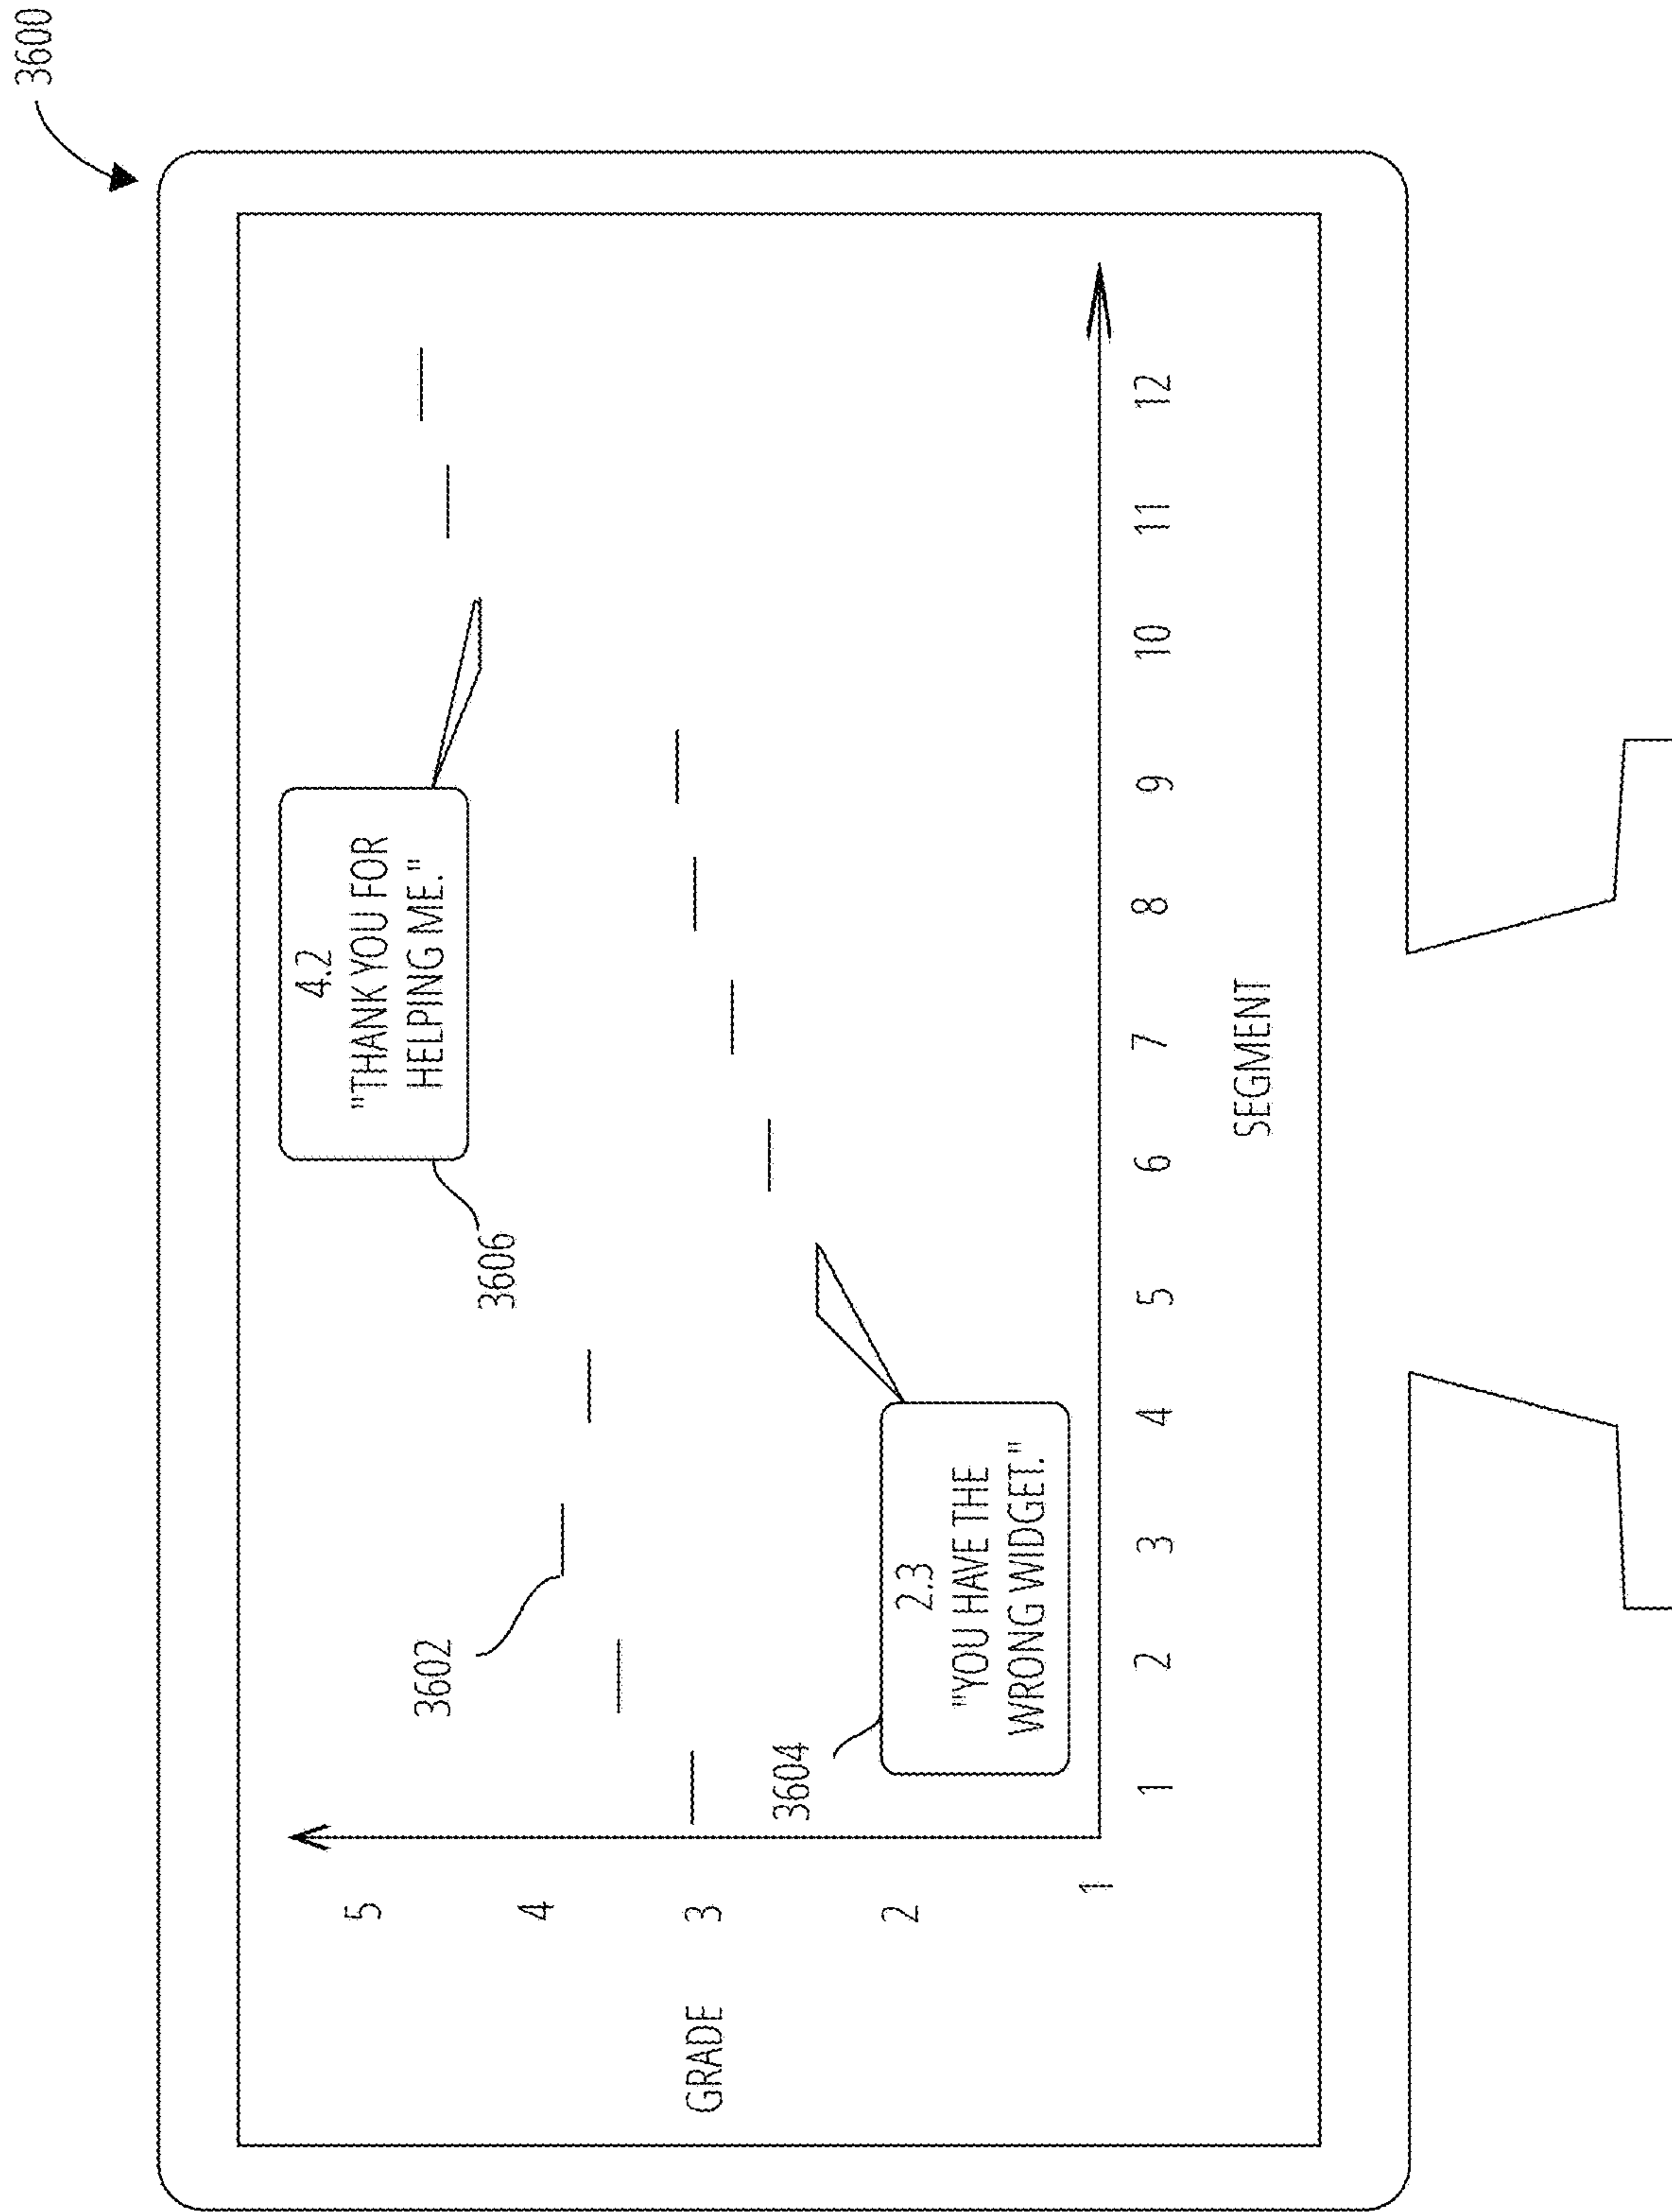 3600
GRADE
5
4
3
2
1
3602
3606
4.2
"THANK YOU FOR
HELPING ME."
3604
2.3
"YOU HAVE THE
WRONG WIDGET."
1 2 3 4 5 6 7 8 9 10 11 12
SEGMENT